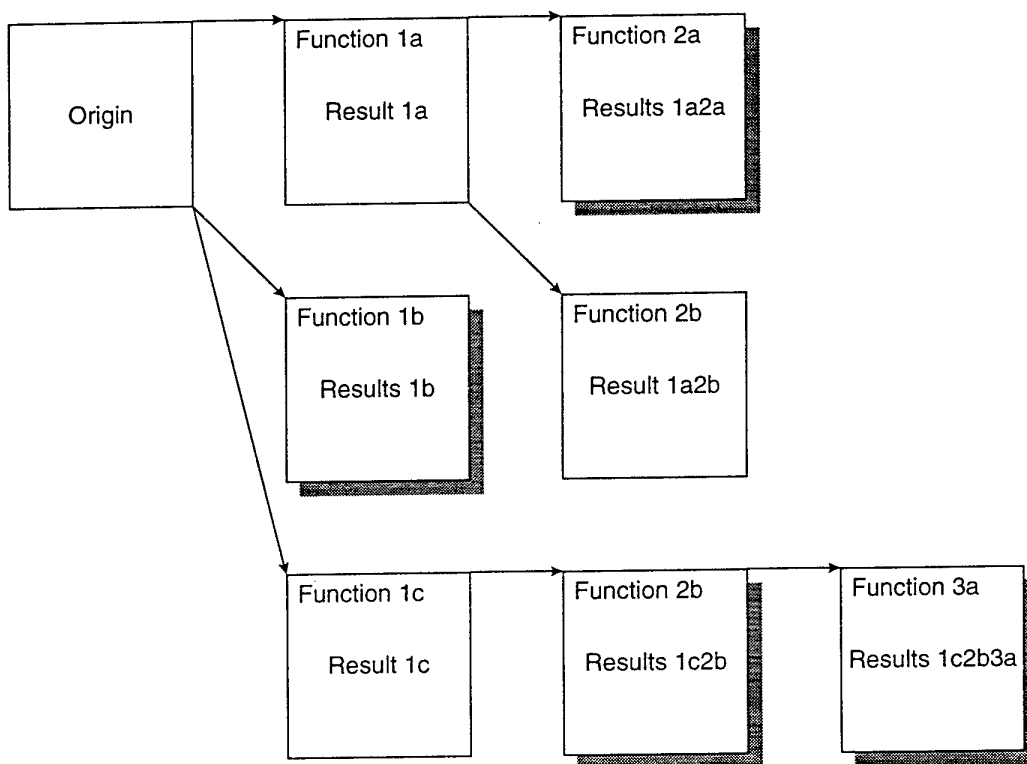 Origin
Function 1a
Result 1a
Function 2a
Results 1a2a
Function 1b
Results 1b
Function 2b
Result 1a2b
Function 1c
Result 1c
Function 2b
Results 1c2b
Function 3a
Results 1c2b3a